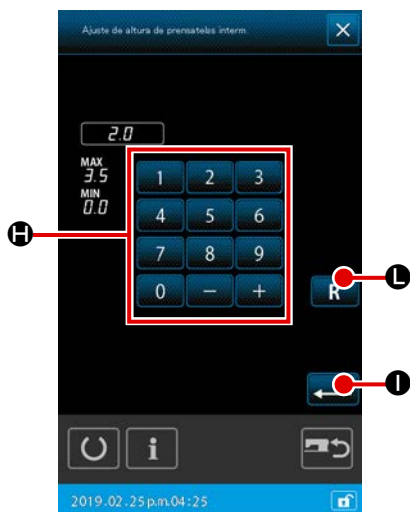 Ajuste de altura de prensatelas interm.
2.0
MAX
3.5
MIN
0.0
1 2 3
4 5 6
7 8 9
0 − +
H
R
L
I
i
2019.02.25 p.m.04:25